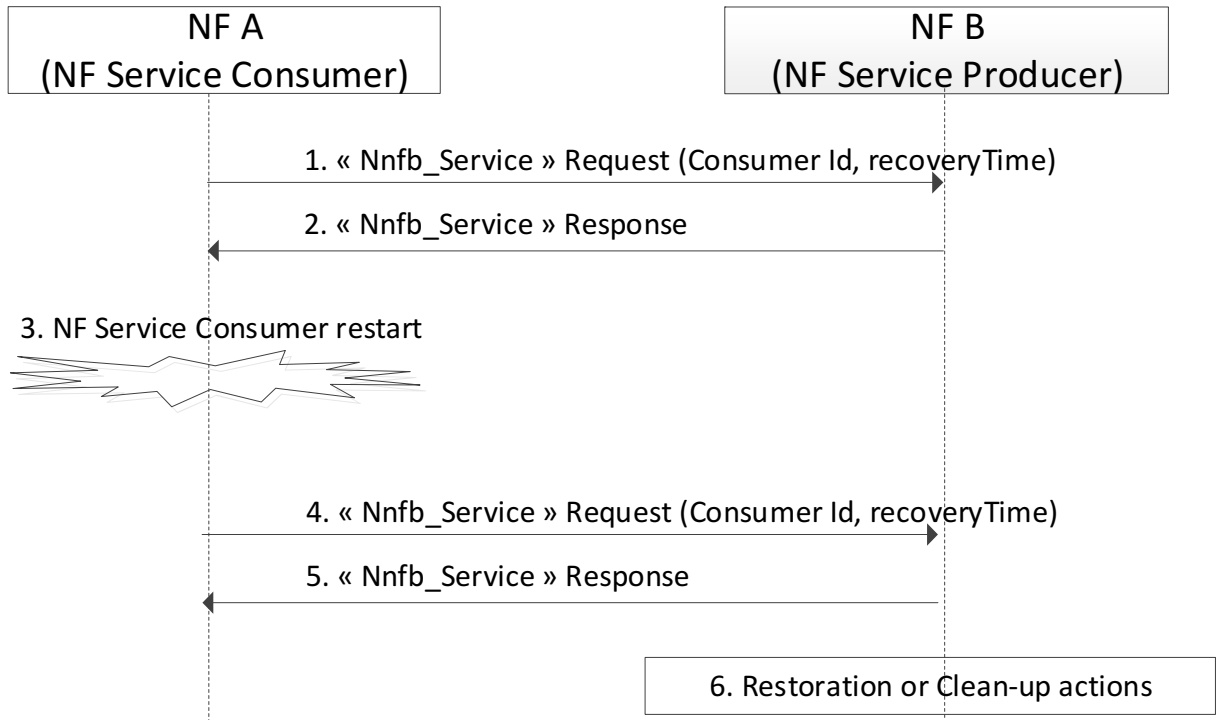 NF A
(NF Service Consumer)
NF B
(NF Service Producer)
1. « Nnfb_Service » Request (Consumer Id, recoveryTime)
2. « Nnfb_Service » Response
3. NF Service Consumer restart
4. « Nnfb_Service » Request (Consumer Id, recoveryTime)
5. « Nnfb_Service » Response
6. Restoration or Clean-up actions